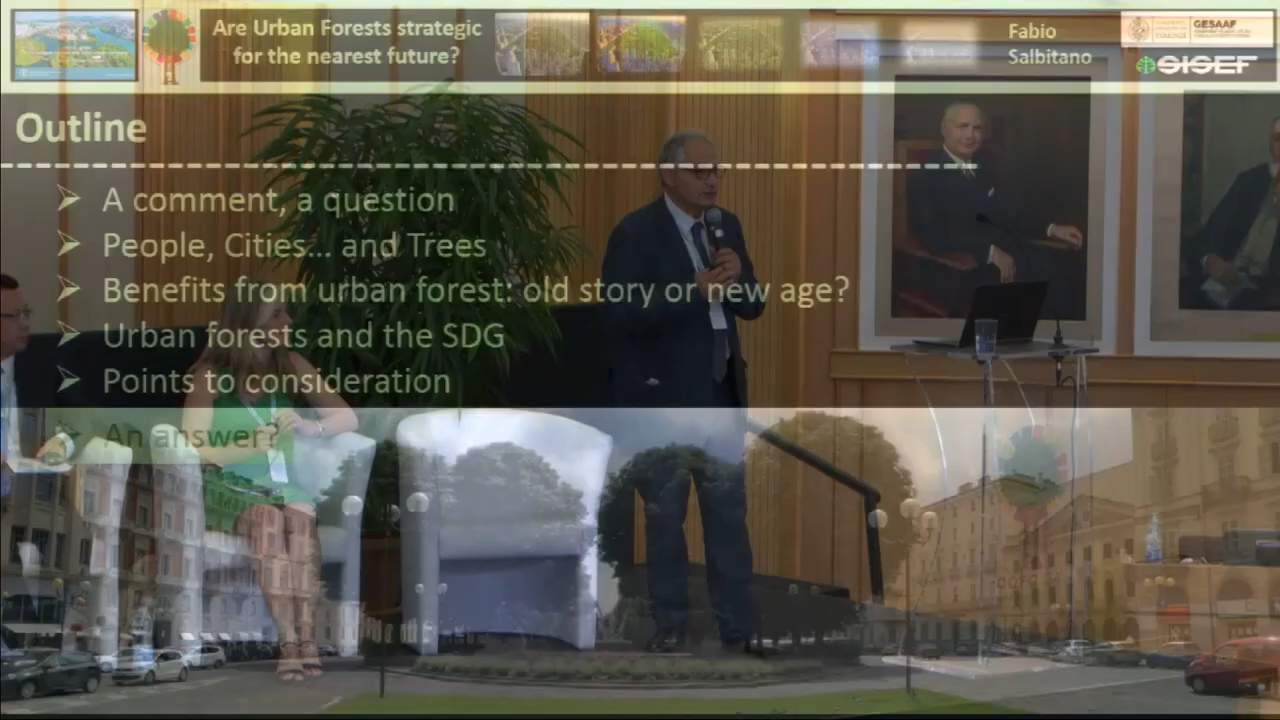 Are Urban Forests strategic
for the nearest future?
Fabio
Salbitano
GESAAF
SISEF
Outline
A comment, a question
People, Cities... and Trees
Benefits from urban forest: old story or new age?
Urban forests and the SDG
Points to consideration
An answer?